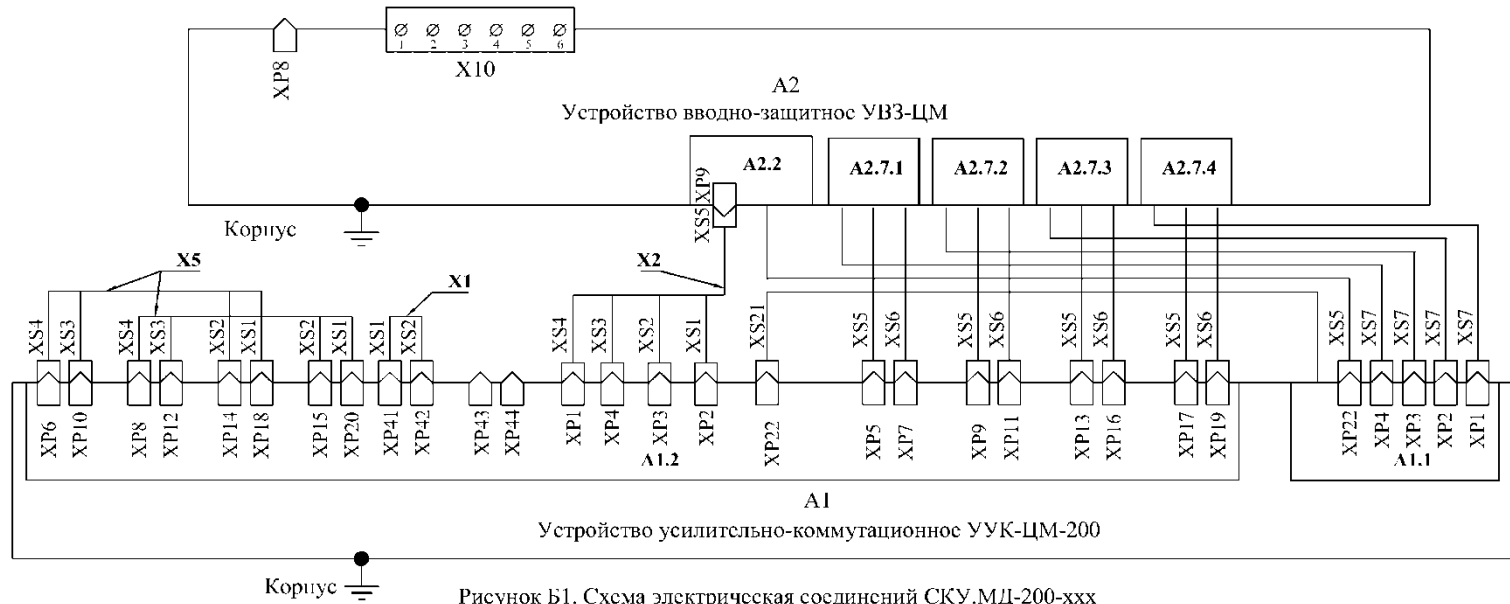 1 2 3 4 5 6
XP8
X10
A2
Устройство вводно-защитное УВЗ-ЦМ
A2.2
A2.7.1
A2.7.2
A2.7.3
A2.7.4
XS5 XP9
Корпус
X5
X1
X2
XS4 XS3 XS4 XS3 XS2 XS1 XS2 XS1 XS1 XS2 XS4 XS3 XS2 XS1 XS21 XS5 XS6 XS5 XS6 XS5 XS6 XS5 XS6 XS5 XS7 XS7 XS7 XS7
XP6 XP10 XP8 XP12 XP14 XP18 XP15 XP20 XP41 XP42 XP43 XP44 XP1 XP4 XP3 XP2 XP22 XP5 XP7 XP9 XP11 XP13 XP16 XP17 XP19 XP22 XP4 XP3 XP2 XP1
A1.2
A1.1
A1
Устройство усилительно-коммутационное УУК-ЦМ-200
Корпус
Рисунок Б1. Схема электрическая соединений СКУ.МД-200-xxx